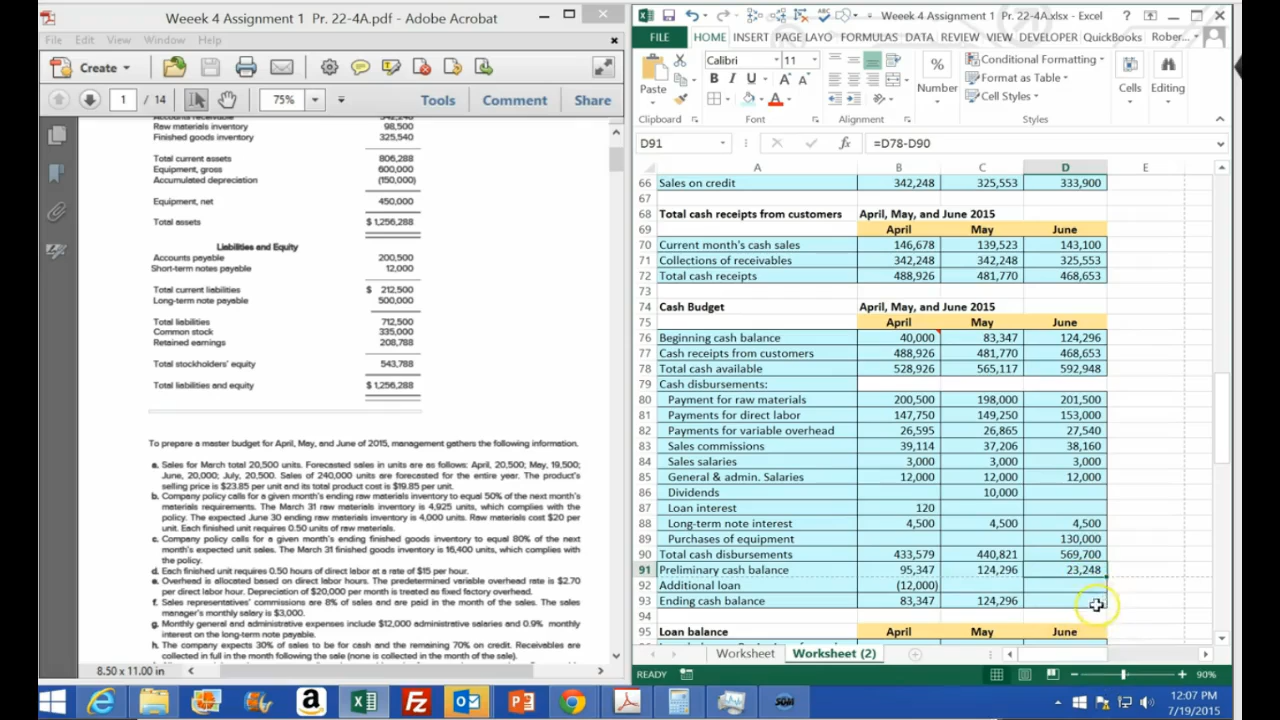 Weeek 4 Assignment 1 Pr. 22-4A.pdf - Adobe Acrobat
File Edit View Window Help
Create
1 / 14 75% Tools Comment Share
Raw materials inventory 98,500
Finished goods inventory 325,540
Total current assets 806,288
Equipment, gross 600,000
Accumulated depreciation (150,000)
Equipment, net 450,000
Total assets $ 1,256,288
Liabilities and Equity
Accounts payable 200,500
Short-term notes payable 12,000
Total current liabilities $ 212,500
Long-term note payable 500,000
Total liabilities 712,500
Common stock 335,000
Retained earnings 208,788
Total stockholders' equity 543,788
Total liabilities and equity $ 1,256,288
To prepare a master budget for April, May, and June of 2015, management gathers the following information.
a. Sales for March total 20,500 units. Forecasted sales in units are as follows: April, 20,500; May, 19,500;
June, 20,000; July, 20,500. Sales of 240,000 units are forecasted for the entire year. The product's
selling price is $23.85 per unit and its total product cost is $19.85 per unit.
b. Company policy calls for a given month's ending raw materials inventory to equal 50% of the next month's
materials requirements. The March 31 raw materials inventory is 4,925 units, which complies with the
policy. The expected June 30 ending raw materials inventory is 4,000 units. Raw materials cost $20 per
unit. Each finished unit requires 0.50 units of raw materials.
c. Company policy calls for a given month's ending finished goods inventory to equal 80% of the next
month's expected unit sales. The March 31 finished goods inventory is 16,400 units, which complies with
the policy.
d. Each finished unit requires 0.50 hours of direct labor at a rate of $15 per hour.
e. Overhead is allocated based on direct labor hours. The predetermined variable overhead rate is $2.70
per direct labor hour. Depreciation of $20,000 per month is treated as fixed factory overhead.
f. Sales representatives' commissions are 8% of sales and are paid in the month of the sales. The sales
manager's monthly salary is $3,000.
g. Monthly general and administrative expenses include $12,000 administrative salaries and 0.9% monthly
interest on the long-term note payable.
h. The company expects 30% of sales to be for cash and the remaining 70% on credit. Receivables are
collected in full in the month following the sale (none is collected in the month of the sale).
8.50 x 11.00 in
Weeek 4 Assignment 1 Pr. 22-4A.xlsx - Excel
FILE HOME INSERT PAGE LAYO FORMULAS DATA REVIEW VIEW DEVELOPER QuickBooks Rober...
Paste Calibri 11 Conditional Formatting
B I U A A Format as Table
Cell Styles
Number Cells Editing
Clipboard Font Alignment Styles
D91 fx =D78-D90
A B C D E
66 Sales on credit 342,248 325,553 333,900
67
68 Total cash receipts from customers April, May, and June 2015
69 April May June
70 Current month's cash sales 146,678 139,523 143,100
71 Collections of receivables 342,248 342,248 325,553
72 Total cash receipts 488,926 481,770 468,653
73
74 Cash Budget April, May, and June 2015
75 April May June
76 Beginning cash balance 40,000 83,347 124,296
77 Cash receipts from customers 488,926 481,770 468,653
78 Total cash available 528,926 565,117 592,948
79 Cash disbursements:
80 Payment for raw materials 200,500 198,000 201,500
81 Payments for direct labor 147,750 149,250 153,000
82 Payments for variable overhead 26,595 26,865 27,540
83 Sales commissions 39,114 37,206 38,160
84 Sales salaries 3,000 3,000 3,000
85 General & admin. Salaries 12,000 12,000 12,000
86 Dividends 10,000
87 Loan interest 120
88 Long-term note interest 4,500 4,500 4,500
89 Purchases of equipment 130,000
90 Total cash disbursements 433,579 440,821 569,700
91 Preliminary cash balance 95,347 124,296 23,248
92 Additional loan (12,000)
93 Ending cash balance 83,347 124,296
94
95 Loan balance April May June
Worksheet Worksheet (2)
READY 90%
12:07 PM
7/19/2015